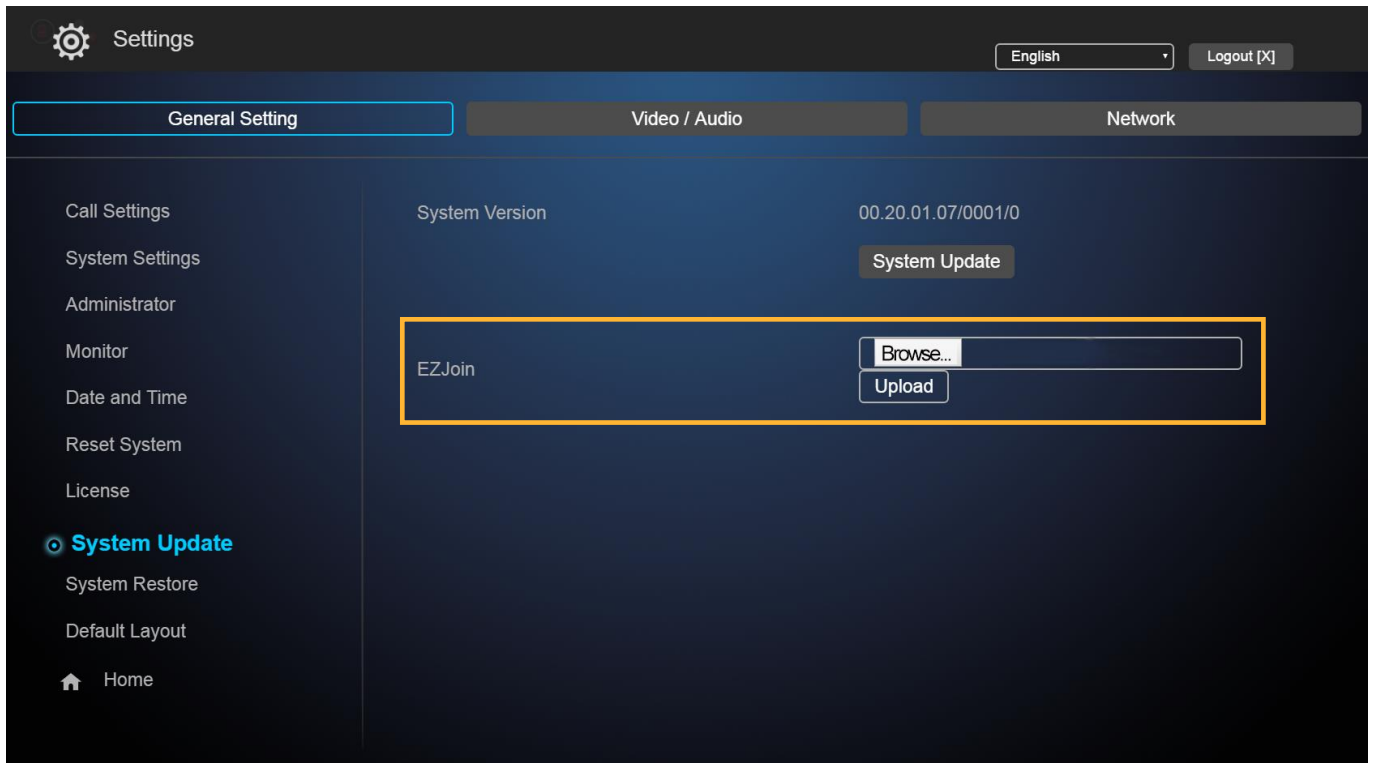 Settings
English
Logout [X]
General Setting
Video / Audio
Network
Call Settings
System Settings
Administrator
Monitor
Date and Time
Reset System
License
System Update
System Restore
Default Layout
Home
System Version
00.20.01.07/0001/0
System Update
EZJoin
Browse...
Upload